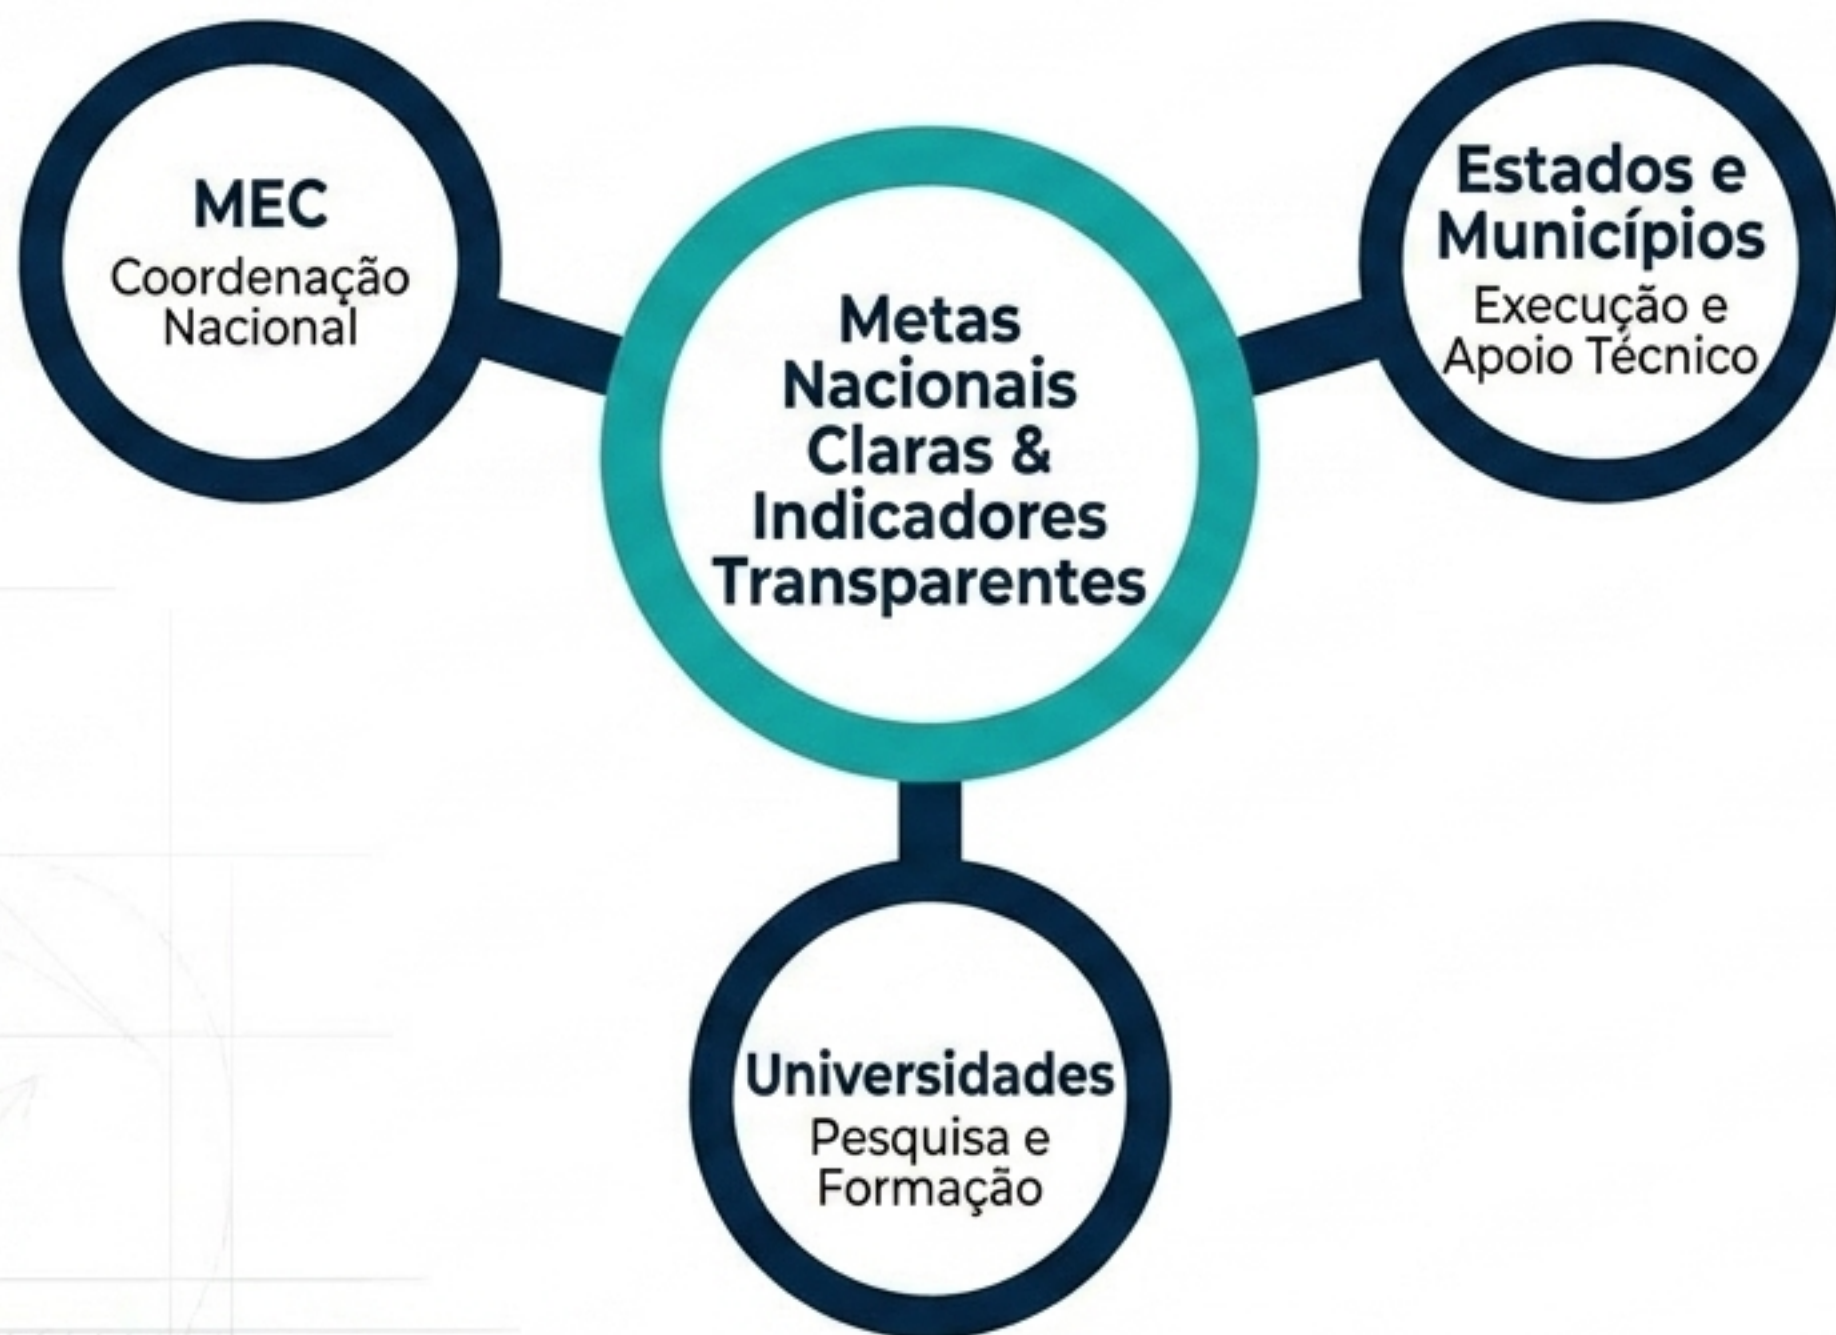 MEC
Coordenação
Nacional
Metas
Nacionais
Claras &
Indicadores
Transparentes
Estados e
Municípios
Execução e
Apoio Técnico
Universidades
Pesquisa e
Formação